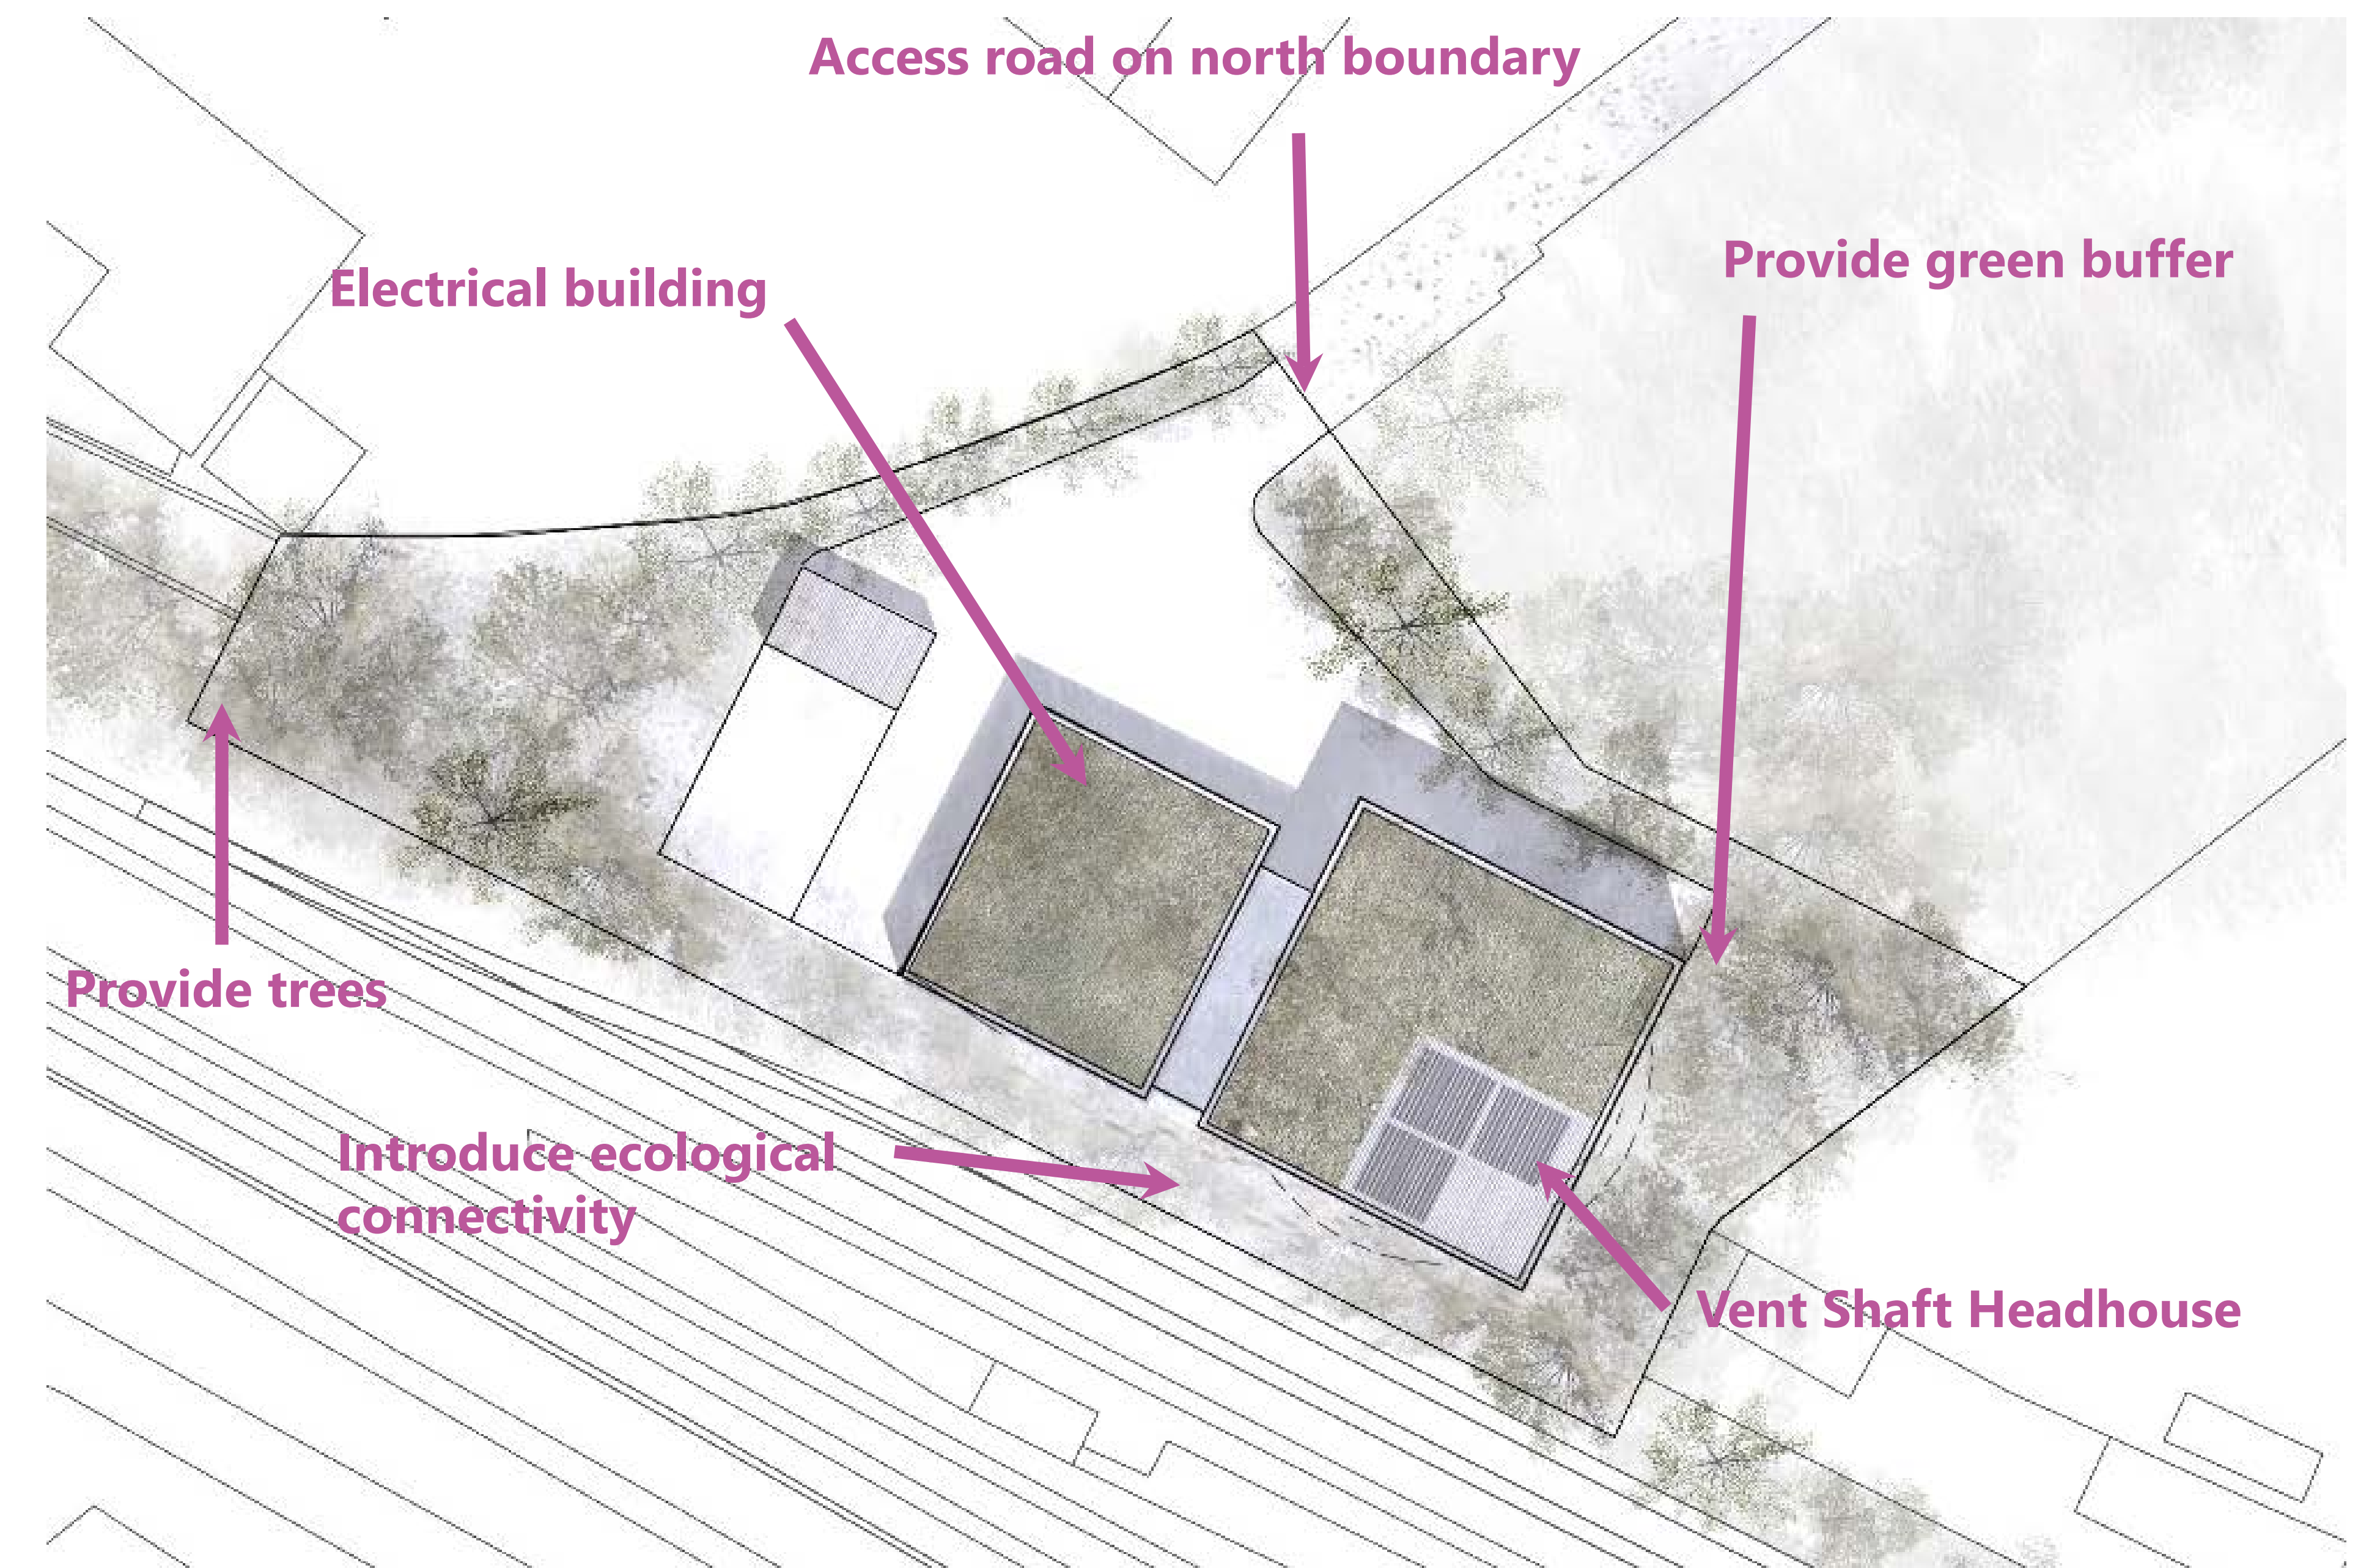 Access road on north boundary
Provide green buffer
Electrical building
Provide trees
Introduce ecological
connectivity
Vent Shaft Headhouse